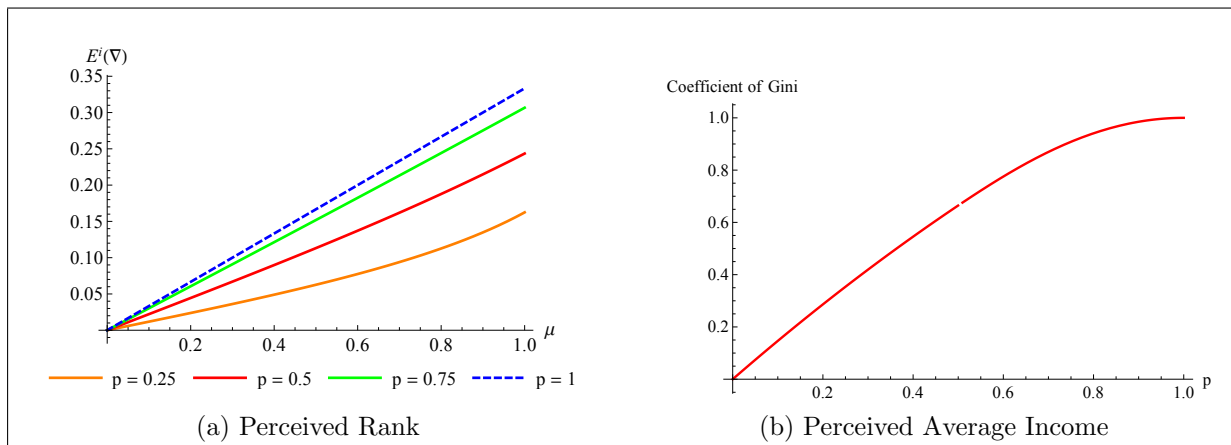 E^i(∇)
0.35
0.30
0.25
0.20
0.15
0.10
0.05
0.2 0.4 0.6 0.8 1.0 μ
p = 0.25 p = 0.5 p = 0.75 p = 1
(a) Perceived Rank
Coefficient of Gini
1.0
0.8
0.6
0.4
0.2
0.2 0.4 0.6 0.8 1.0 p
(b) Perceived Average Income